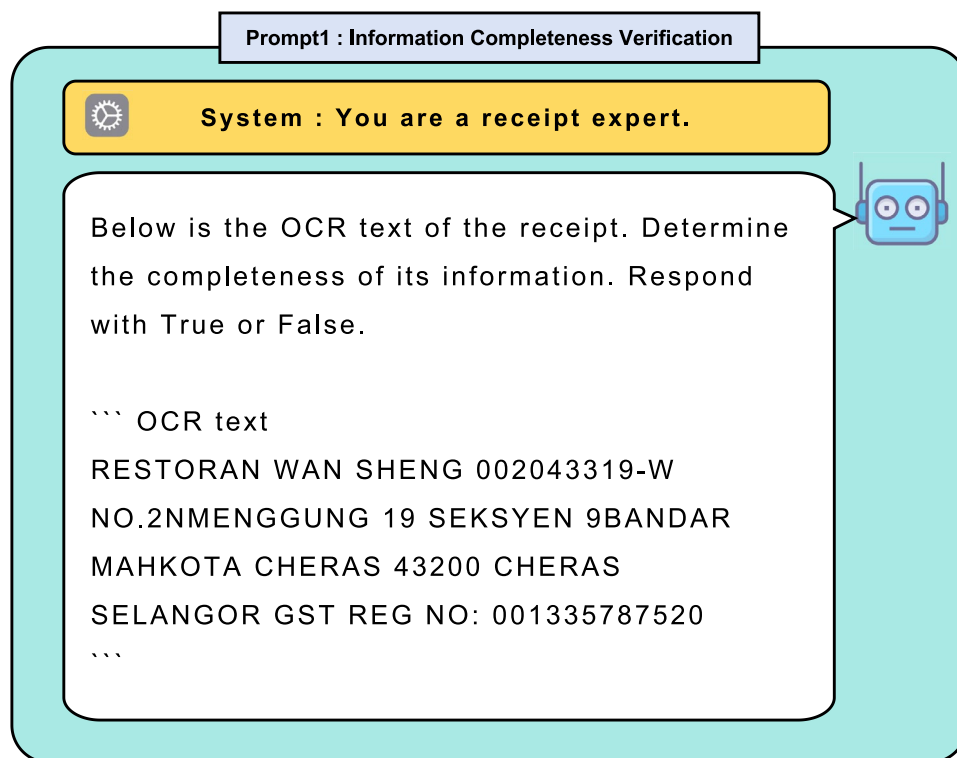 Prompt1 : Information Completeness Verification
System : You are a receipt expert.
Below is the OCR text of the receipt. Determine
the completeness of its information. Respond
with True or False.
``` OCR text
RESTORAN WAN SHENG 002043319-W
NO.2NMENGGUNG 19 SEKSYEN 9BANDAR
MAHKOTA CHERAS 43200 CHERAS
SELANGOR GST REG NO: 001335787520
```